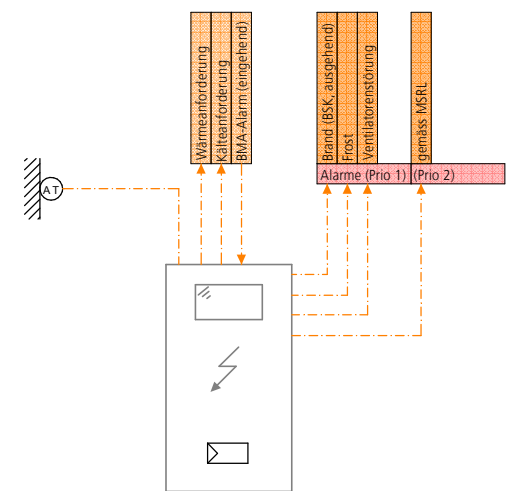 Wärmeanforderung
Kälteanforderung
BMA-Alarm (eingehend)
Brand (BSK, ausgehend)
Frost
Ventilatorenstörung
gemäss MSRL
Alarme (Prio 1) (Prio 2)
AT